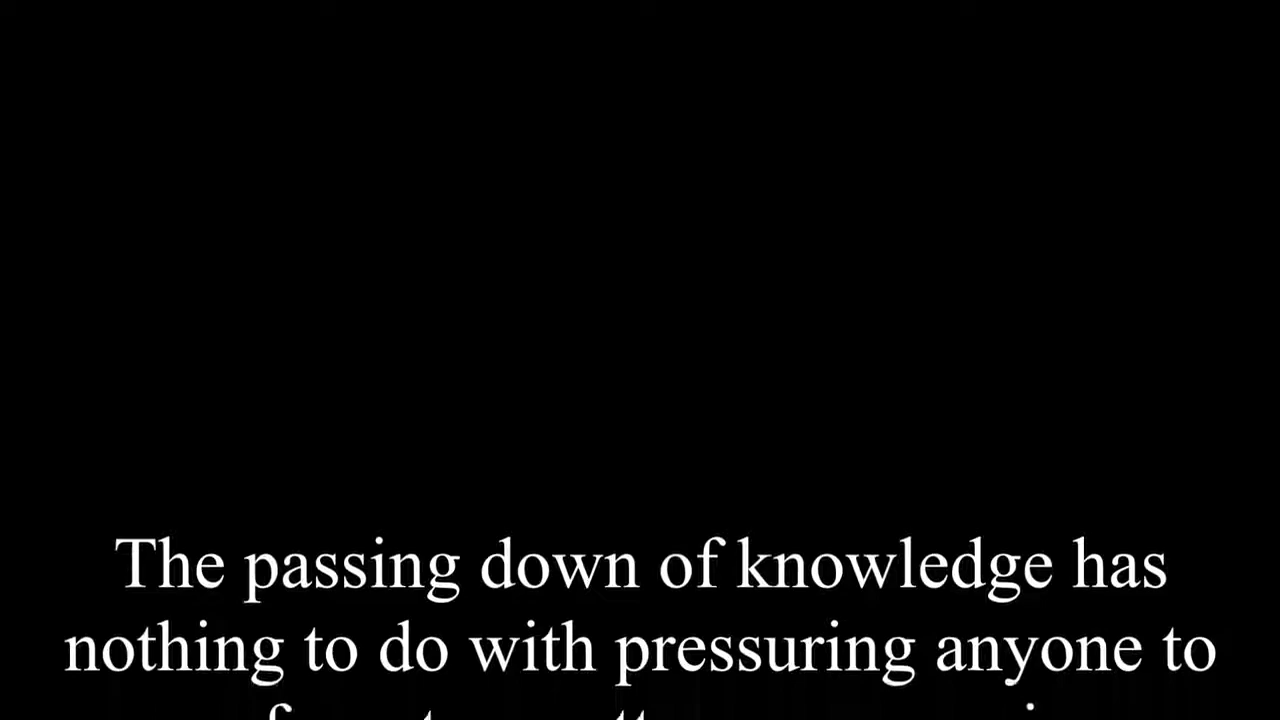 The passing down of knowledge has
nothing to do with pressuring anyone to